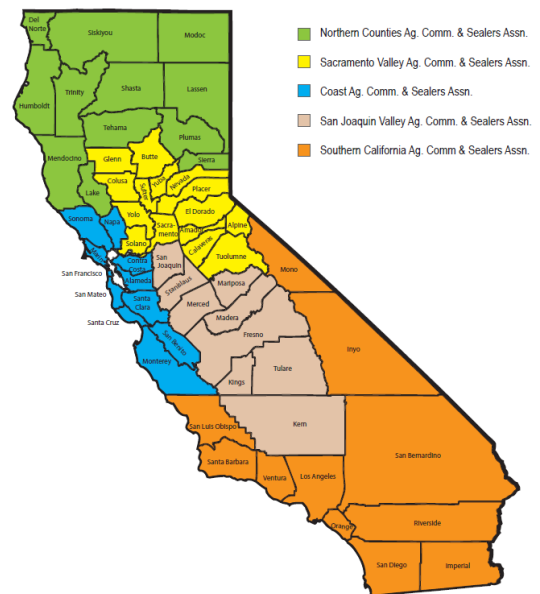 Northern Counties Ag. Comm. & Sealers Assn.
Sacramento Valley Ag. Comm. & Sealers Assn.
Coast Ag. Comm. & Sealers Assn.
San Joaquin Valley Ag. Comm. & Sealers Assn.
Southern California Ag. Comm & Sealers Assn.
Del
Norte
Siskiyou
Modoc
Humboldt
Trinity
Shasta
Lassen
Tehama
Plumas
Mendocino
Glenn
Butte
Sierra
Lake
Colusa
Sutter
Yuba
Nevada
Placer
Sonoma
Napa
Yolo
Sacra-
mento
El Dorado
Amador
Alpine
Solano
Calaveras
Tuolumne
Marin
Contra
Costa
San
Joaquin
Mono
San Francisco
Alameda
Stanislaus
Mariposa
San Mateo
Santa
Clara
Merced
Madera
Santa Cruz
San Benito
Fresno
Inyo
Monterey
Kings
Tulare
San Luis Obispo
Kern
San Bernardino
Santa Barbara
Ventura
Los Angeles
Orange
Riverside
San Diego
Imperial